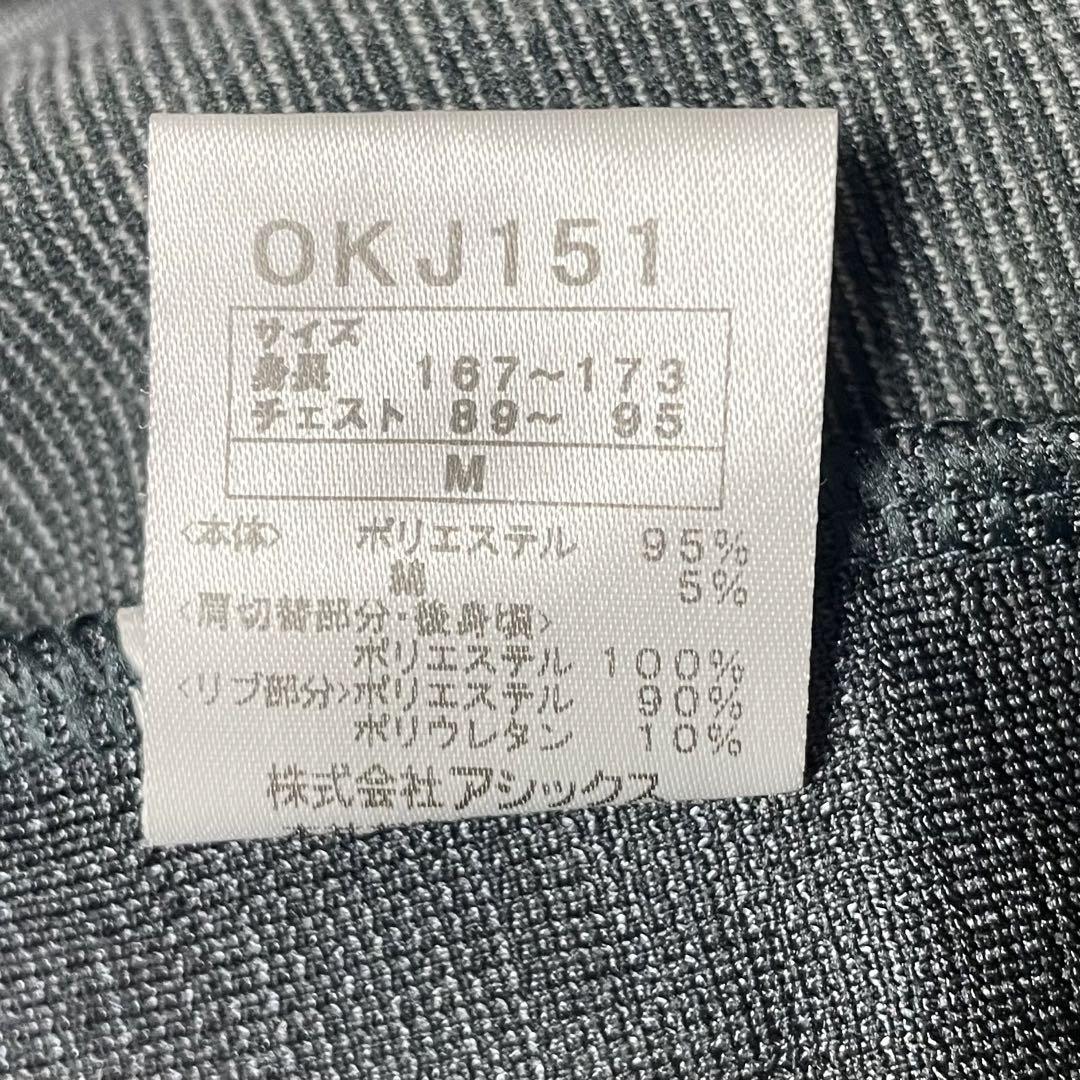 OKJ151
サイズ
身長 167~173
チェスト 89~ 95
M
<本体> ポリエステル 95%
綿 5%
<肩切替部分・後身頃>
ポリエステル 100%
<リブ部分>ポリエステル 90%
ポリウレタン 10%
株式会社アシックス